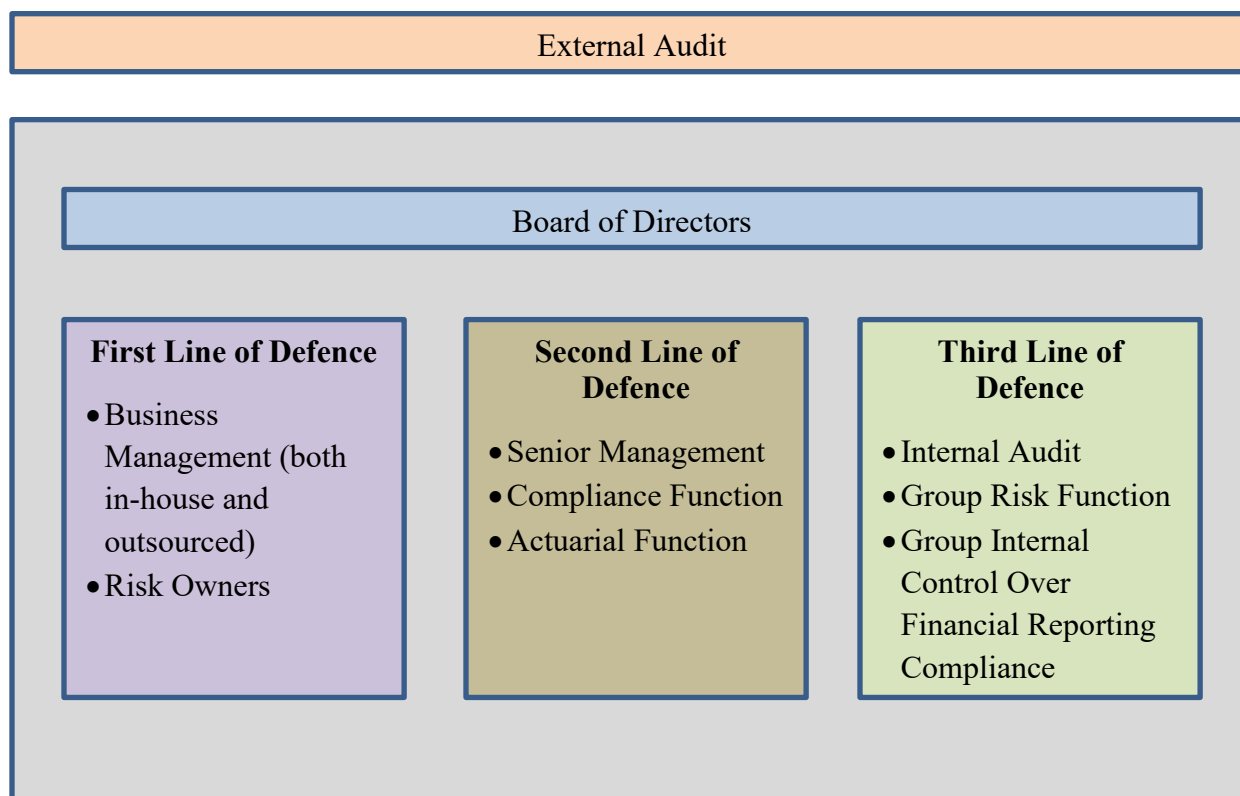 External Audit
Board of Directors
First Line of Defence
• Business
Management (both
in-house and
outsourced)
• Risk Owners
Second Line of
Defence
• Senior Management
• Compliance Function
• Actuarial Function
Third Line of
Defence
• Internal Audit
• Group Risk Function
• Group Internal
Control Over
Financial Reporting
Compliance